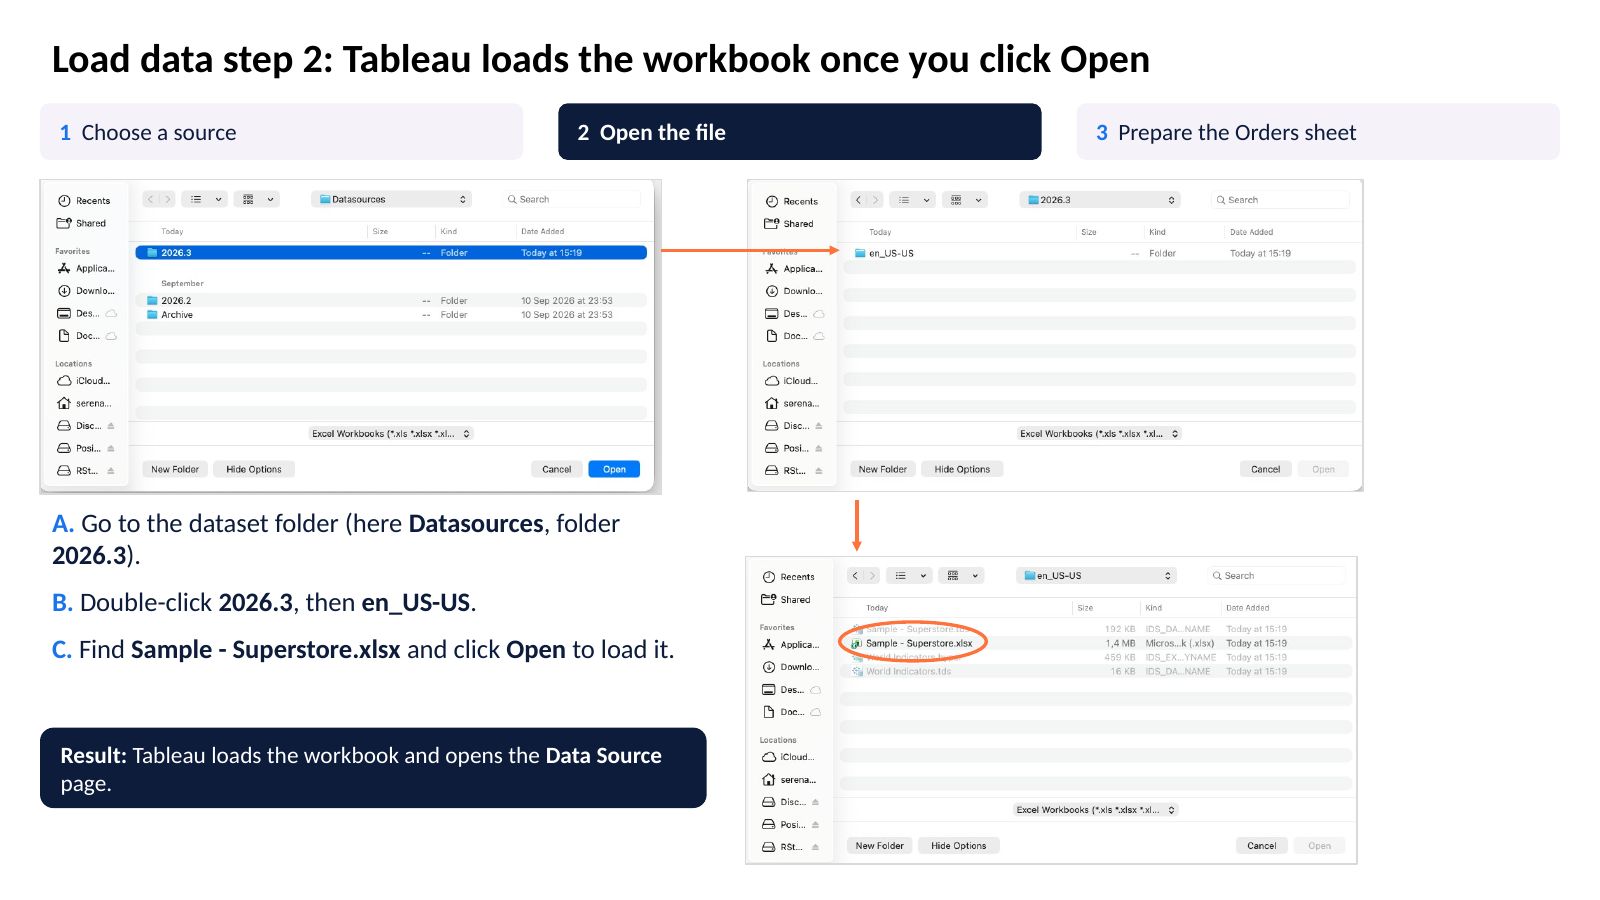 Load data step 2: Tableau loads the workbook once you click Open
1 Choose a source
2 Open the file
3 Prepare the Orders sheet
Recents
Shared
Favorites
Applica...
Downlo...
Des...
Doc...
Locations
iCloud...
serena...
Disc...
Posi...
RSt...
Datasources
Search
Today Size Kind Date Added
2026.3 -- Folder Today at 15:19
September
2026.2 -- Folder 10 Sep 2026 at 23:53
Archive -- Folder 10 Sep 2026 at 23:53
Excel Workbooks (*.xls *.xlsx *.xl...
New Folder Hide Options Cancel Open
Recents
Shared
Favorites
Applica...
Downlo...
Des...
Doc...
Locations
iCloud...
serena...
Disc...
Posi...
RSt...
2026.3
Search
Today Size Kind Date Added
en_US-US -- Folder Today at 15:19
Excel Workbooks (*.xls *.xlsx *.xl...
New Folder Hide Options Cancel Open
A. Go to the dataset folder (here Datasources, folder
2026.3).
B. Double-click 2026.3, then en_US-US.
C. Find Sample - Superstore.xlsx and click Open to load it.
Result: Tableau loads the workbook and opens the Data Source
page.
Recents
Shared
Favorites
Applica...
Downlo...
Des...
Doc...
Locations
iCloud...
serena...
Disc...
Posi...
RSt...
en_US-US
Search
Today Size Kind Date Added
Sample - Superstore.tds 192 KB IDS_DA...NAME Today at 15:19
Sample - Superstore.xlsx 1,4 MB Micros...k (.xlsx) Today at 15:19
World Indicators 459 KB IDS_EX...YNAME Today at 15:19
World Indicators.tds 16 KB IDS_DA...NAME Today at 15:19
Excel Workbooks (*.xls *.xlsx *.xl...
New Folder Hide Options Cancel Open